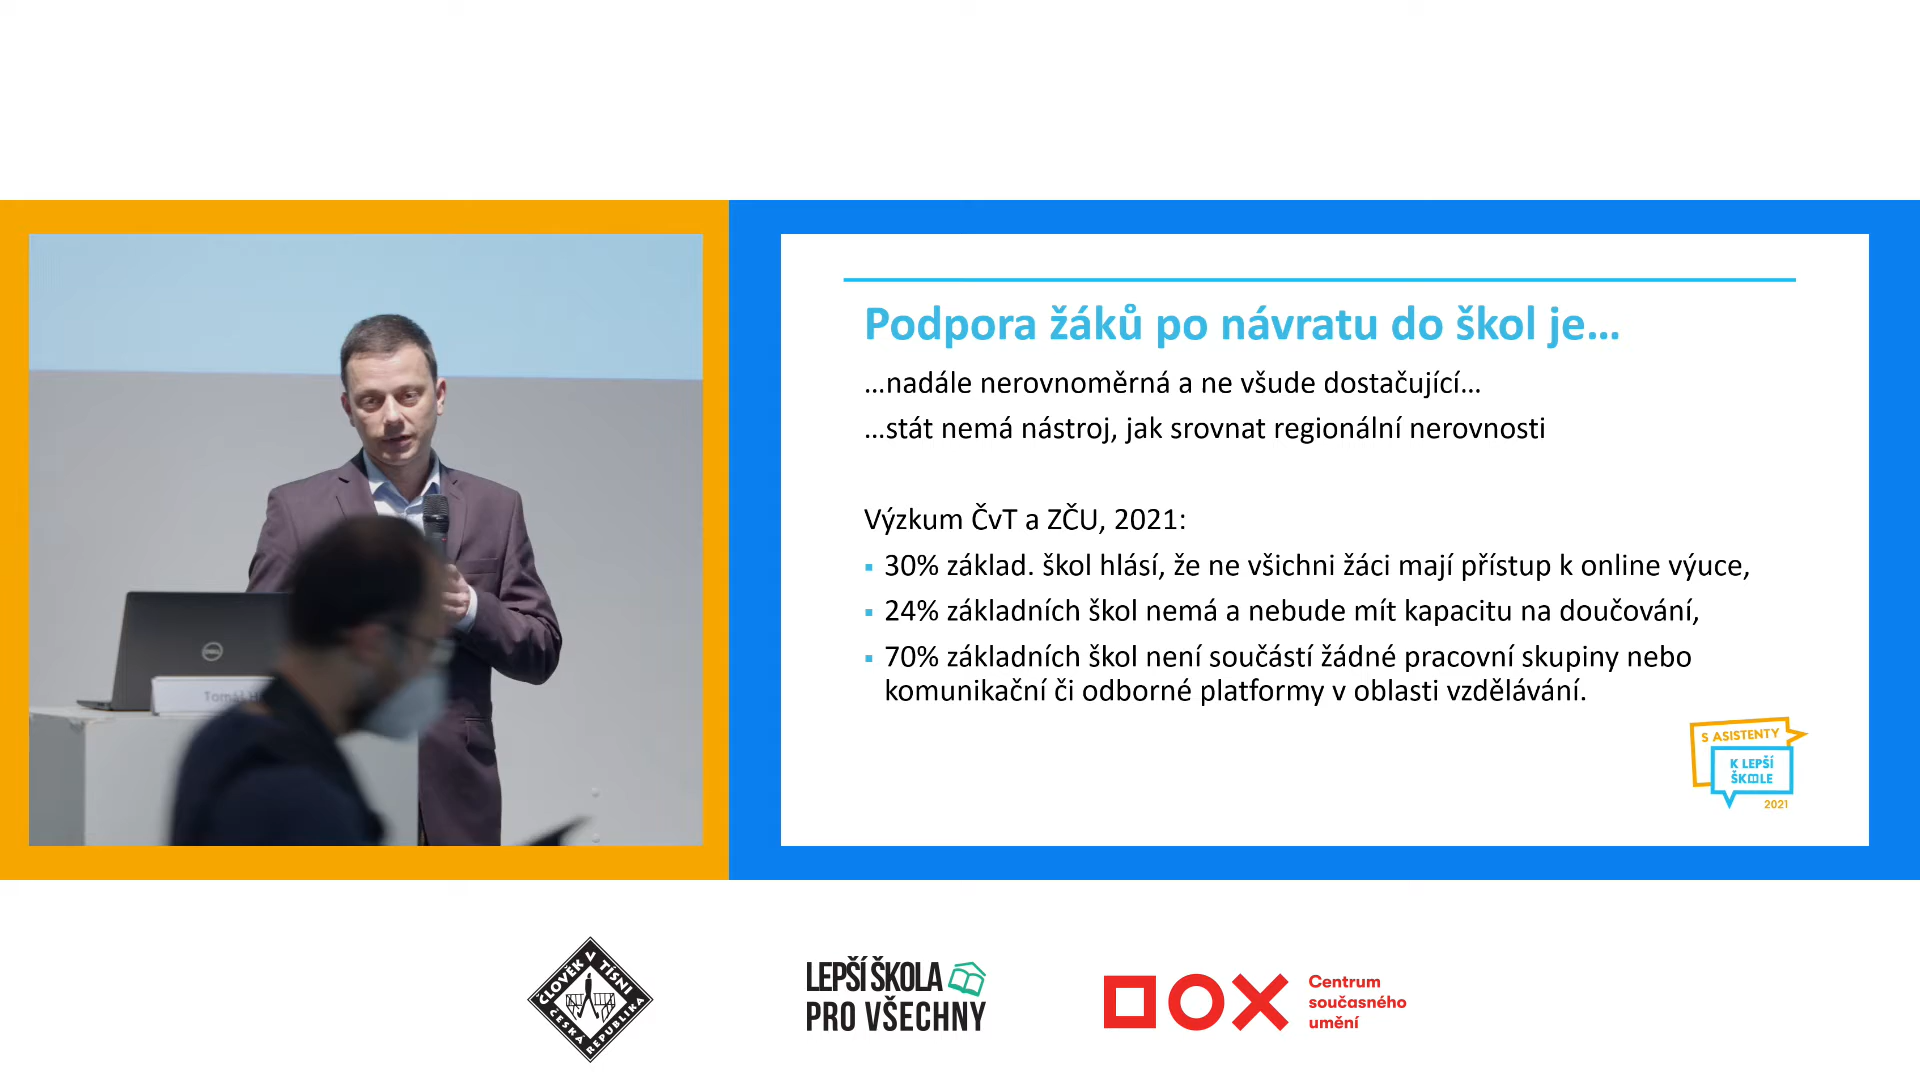 Podpora žáků po návratu do škol je...
...nadále nerovnoměrná a ne všude dostačující...
...stát nemá nástroj, jak srovnat regionální nerovnosti
Výzkum ČvT a ZČU, 2021:
▪ 30% základ. škol hlásí, že ne všichni žáci mají přístup k online výuce,
▪ 24% základních škol nemá a nebude mít kapacitu na doučování,
▪ 70% základních škol není součástí žádné pracovní skupiny nebo
komunikační či odborné platformy v oblasti vzdělávání.
S ASISTENTY
K LEPŠÍ
ŠKOLE
2021
Tomáš
DELL
ČLOVĚK V TÍSNI
ČESKÁ REPUBLIKA
LEPŠÍ ŠKOLA
PRO VŠECHNY
DOX
Centrum
současného
umění